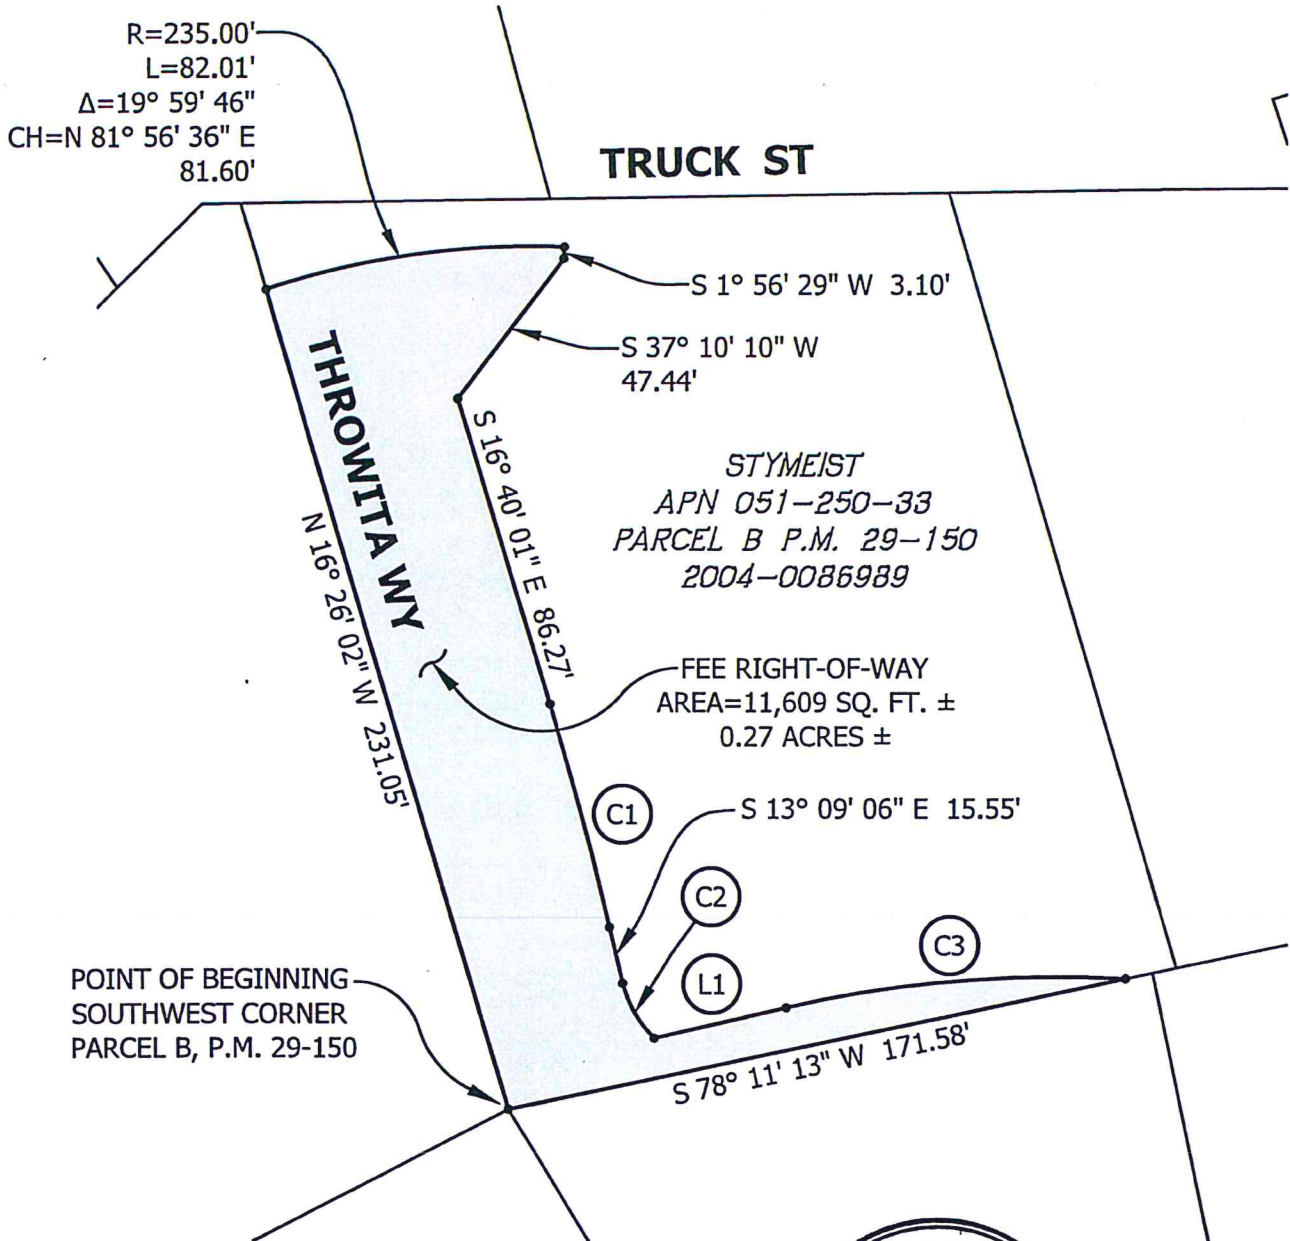 R=235.00'
L=82.01'
Δ=19° 59' 46"
CH=N 81° 56' 36" E
81.60'
TRUCK ST
S 1° 56' 29" W 3.10'
S 37° 10' 10" W
47.44'
THROWITA WY
S 16° 40' 01" E 86.27'
N 16° 26' 02" W 231.05'
STYMEIST
APN 051-250-33
PARCEL B P.M. 29-150
2004-0086989
FEE RIGHT-OF-WAY
AREA=11,609 SQ. FT. ±
0.27 ACRES ±
C1
S 13° 09' 06" E 15.55'
C2
C3
L1
POINT OF BEGINNING
SOUTHWEST CORNER
PARCEL B, P.M. 29-150
S 78° 11' 13" W 171.58'